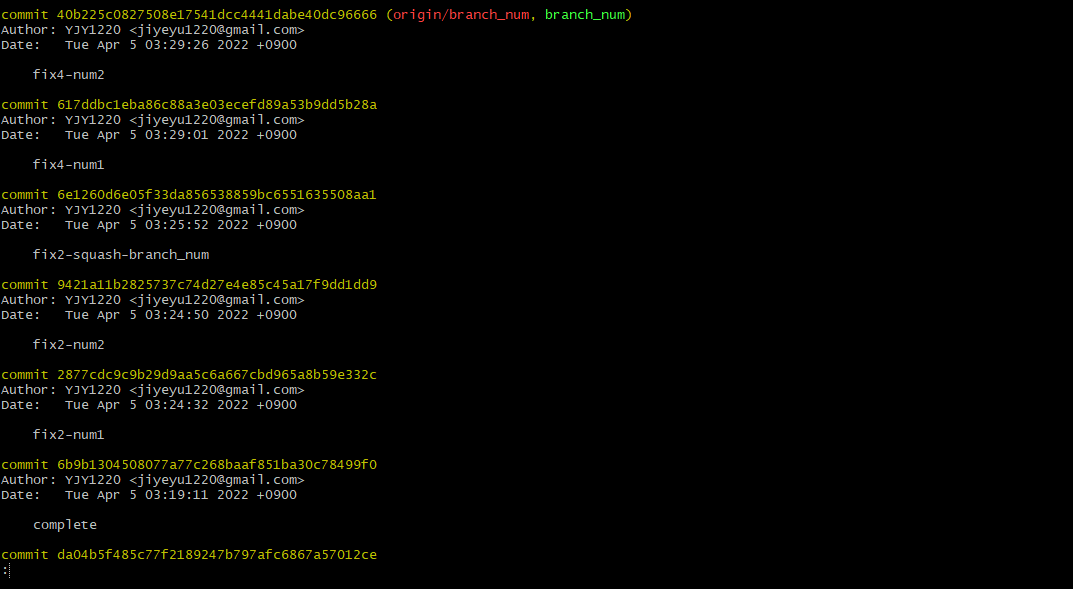 commit 40b225c0827508e17541dcc4441dabe40dc96666 (origin/branch_num, branch_num)
Author: YJY1220 <jiyeyu1220@gmail.com>
Date:   Tue Apr 5 03:29:26 2022 +0900
    fix4-num2
commit 617ddbc1eba86c88a3e03ecefd89a53b9dd5b28a
Author: YJY1220 <jiyeyu1220@gmail.com>
Date:   Tue Apr 5 03:29:01 2022 +0900
    fix4-num1
commit 6e1260d6e05f33da856538859bc6551635508aa1
Author: YJY1220 <jiyeyu1220@gmail.com>
Date:   Tue Apr 5 03:25:52 2022 +0900
    fix2-squash-branch_num
commit 9421a11b2825737c74d27e4e85c45a17f9dd1dd9
Author: YJY1220 <jiyeyu1220@gmail.com>
Date:   Tue Apr 5 03:24:50 2022 +0900
    fix2-num2
commit 2877cdc9c9b29d9aa5c6a667cbd965a8b59e332c
Author: YJY1220 <jiyeyu1220@gmail.com>
Date:   Tue Apr 5 03:24:32 2022 +0900
    fix2-num1
commit 6b9b1304508077a77c268baaf851ba30c78499f0
Author: YJY1220 <jiyeyu1220@gmail.com>
Date:   Tue Apr 5 03:19:11 2022 +0900
    complete
commit da04b5f485c77f2189247b797afc6867a57012ce
: